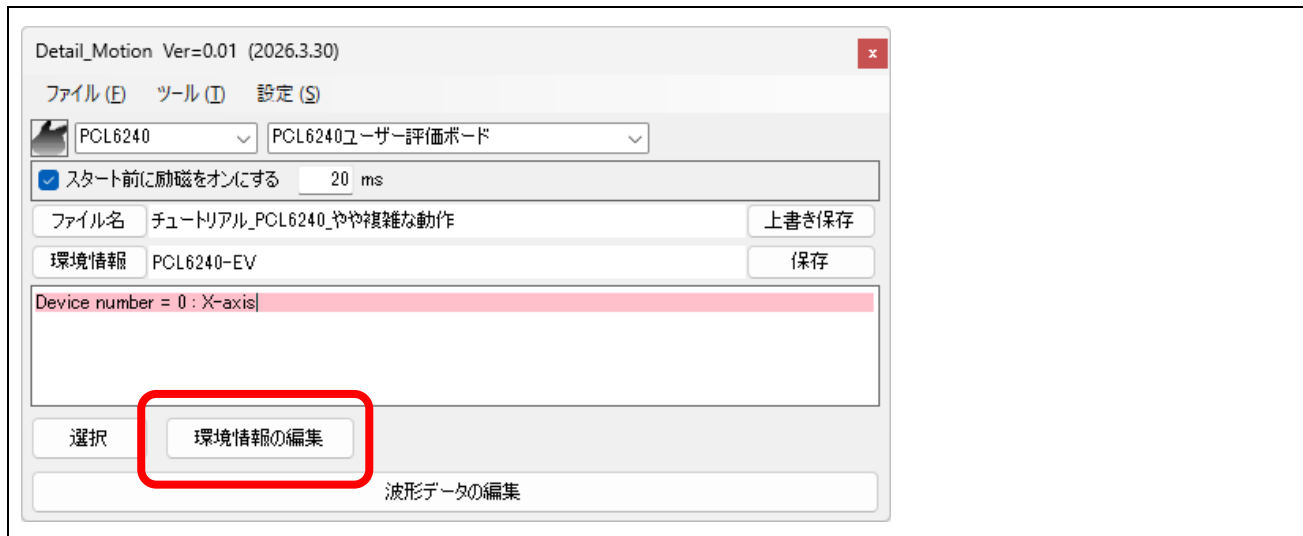 Detail_Motion Ver=0.01 (2026.3.30)
x
ファイル (F) ツール (T) 設定 (S)
PCL6240 PCL6240ユーザー評価ボード
スタート前に励磁をオンにする 20 ms
ファイル名 チュートリアル_PCL6240_やや複雑な動作 上書き保存
環境情報 PCL6240-EV 保存
Device number = 0 : X-axis
選択 環境情報の編集
波形データの編集